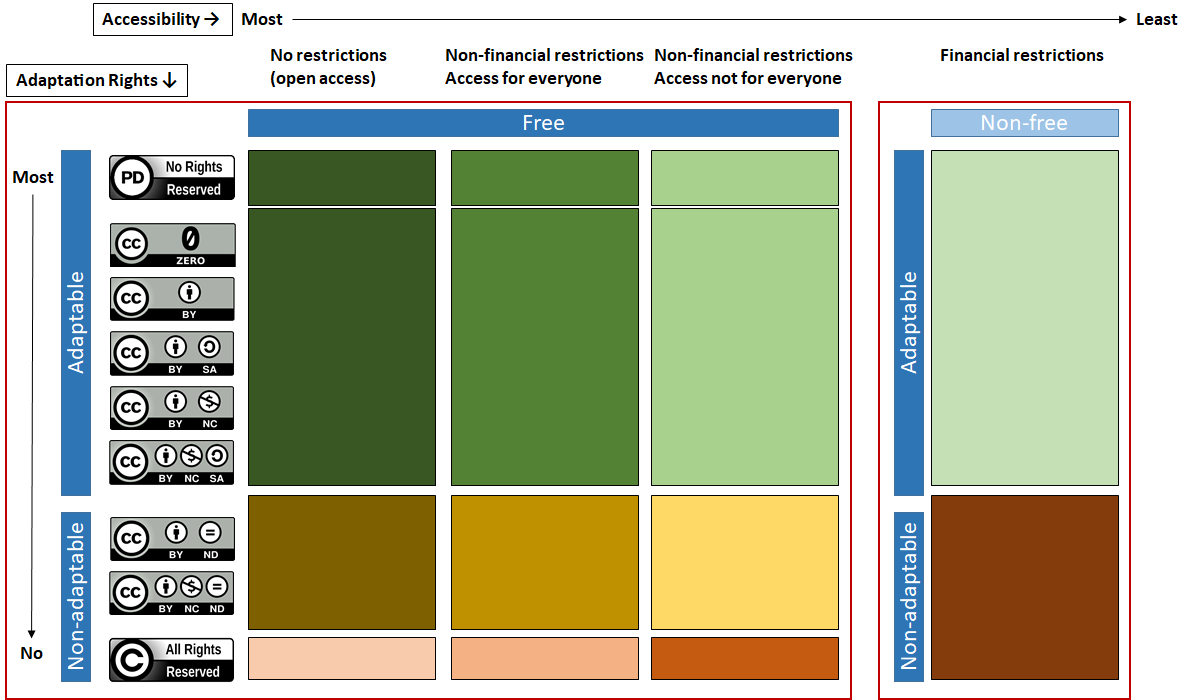 Accessibility → Most Least
No restrictions
(open access)
Non-financial restrictions
Access for everyone
Non-financial restrictions
Access not for everyone
Financial restrictions
Adaptation Rights ↓
Free
Non-free
Most
No
Adaptable
Non-adaptable
PD No Rights
Reserved
cc 0
ZERO
cc
BY
cc
BY SA
cc
BY NC
cc
BY NC SA
cc
BY ND
cc
BY NC ND
C All Rights
Reserved
Adaptable
Non-adaptable